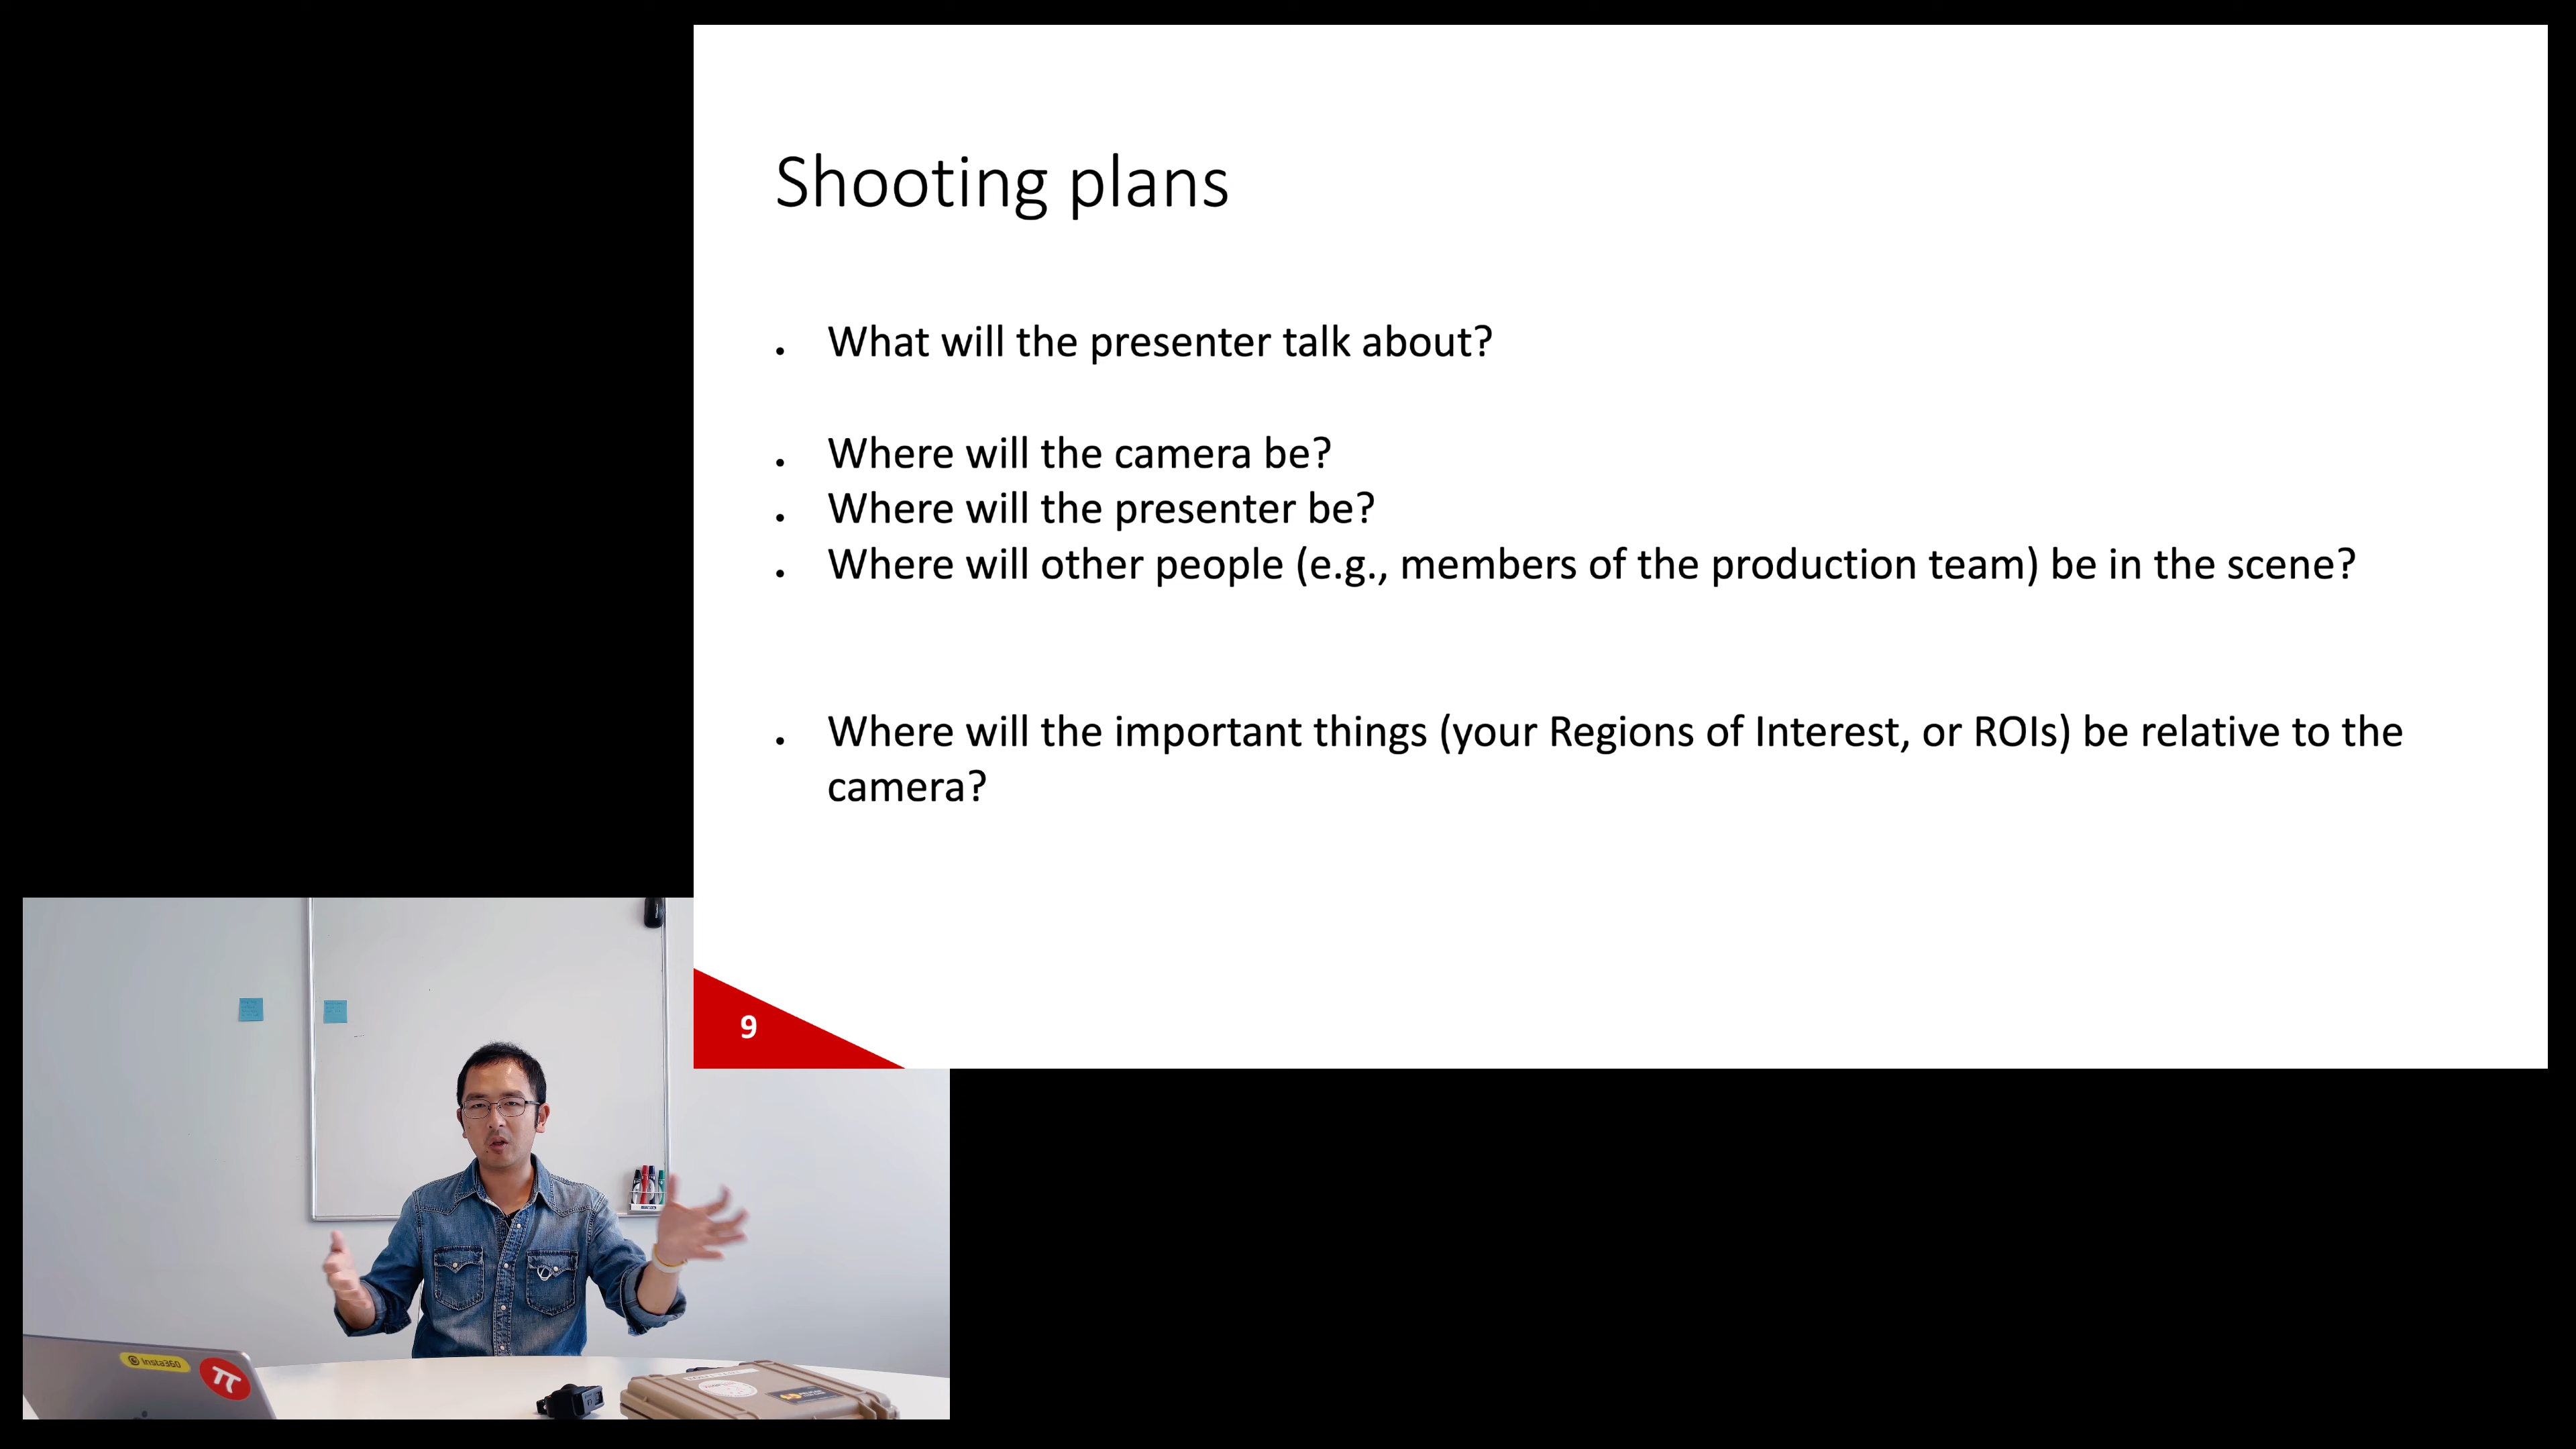 Shooting plans
• What will the presenter talk about?
• Where will the camera be?
• Where will the presenter be?
• Where will other people (e.g., members of the production team) be in the scene?
• Where will the important things (your Regions of Interest, or ROIs) be relative to the
camera?
9
Insta360
π